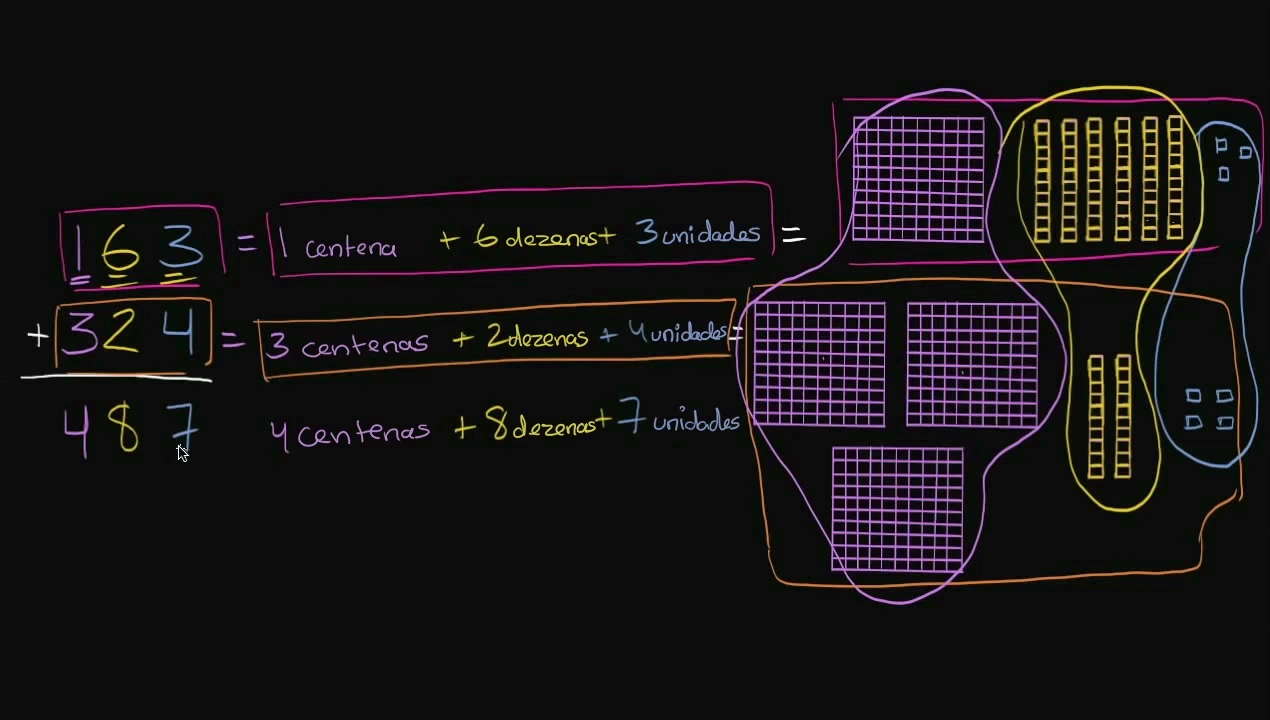 163 = 1 centena + 6 dezenas + 3 unidades =
+ 324 = 3 centenas + 2 dezenas + 4 unidades =
487 4 centenas + 8 dezenas + 7 unidades